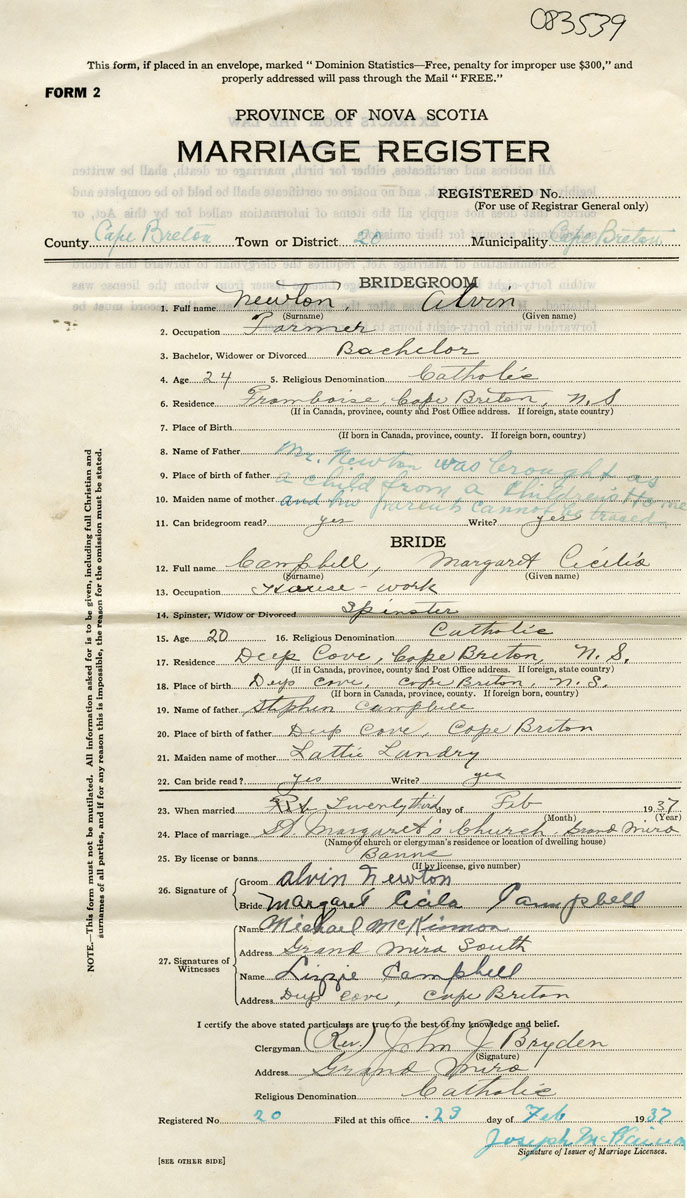 083539
This form, if placed in an envelope, marked “ Dominion Statistics—Free, penalty for improper use $300,” and
properly addressed will pass through the Mail “ FREE.”
FORM 2
PROVINCE OF NOVA SCOTIA
MARRIAGE REGISTER
REGISTERED No.
(For use of Registrar General only)
County Cape Breton Town or District 20 Municipality Cape Breton
BRIDEGROOM
1. Full name Newton, Alvin
(Surname) (Given name)
2. Occupation Farmer
3. Bachelor, Widower or Divorced Bachelor
4. Age 24 5. Religious Denomination Catholic
6. Residence Framboise, Cape Breton, N.S
(If in Canada, province, county and Post Office address. If foreign, state country)
7. Place of Birth
(If born in Canada, province, county. If foreign born, country)
8. Name of Father Mr. Newton was brought as
9. Place of birth of father a child from a Children's Home
10. Maiden name of mother and his parents cannot be traced
11. Can bridegroom read? yes Write? yes
BRIDE
12. Full name Campbell, Margaret Cicilia
(Surname) (Given name)
13. Occupation House-work
14. Spinster, Widow or Divorced Spinster
15. Age 20 16. Religious Denomination Catholic
17. Residence Deep Cove, Cape Breton, N.S.
(If in Canada, province, county and Post Office address. If foreign, state country)
18. Place of birth Deep cove, Cape Breton, N.S.
(If born in Canada, province, county. If foreign born, country)
19. Name of father Stephen Campbell
20. Place of birth of father Deep Cove, Cape Breton
21. Maiden name of mother Lattie Landry
22. Can bride read? yes Write? yes
23. When married Twenty third day of Feb 1937
(Month) (Year)
24. Place of marriage St Margaret's Church, Grand Mira
(Name of church or clergyman's residence or location of dwelling house)
25. By license or banns Banns
(If by license, give number)
26. Signature of
Groom Alvin Newton
Bride Margaret Cicila Campbell
27. Signatures of Witnesses
Name Michael McKinnon
Address Grand Mira South
Name Lizzie Campbell
Address Deep Cove, Cape Breton
I certify the above stated particulars are true to the best of my knowledge and belief.
Clergyman (Rev.) John J Bryden
(Signature)
Address Grand Mira
Religious Denomination Catholic
Registered No. 20 Filed at this office 23 day of Feb 1937
Joseph
Signature of Issuer of Marriage Licenses.
[SEE OTHER SIDE]
NOTE.—This form must not be mutilated. All information asked for is to be given, including full Christian and
surnames of all parties, and if for any reason this is impossible, the reason for the omission must be stated.